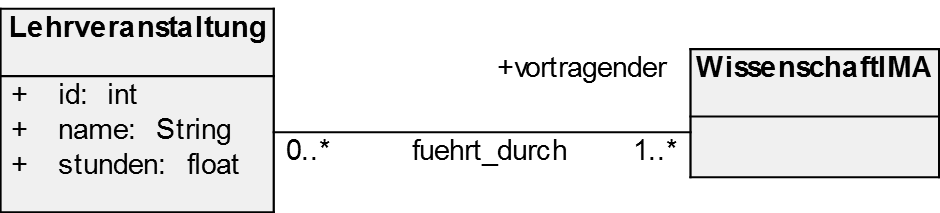 Lehrveranstaltung
+ id: int
+ name: String
+ stunden: float
0..*
fuehrt_durch
+vortragender
1..*
WissenschaftlMA